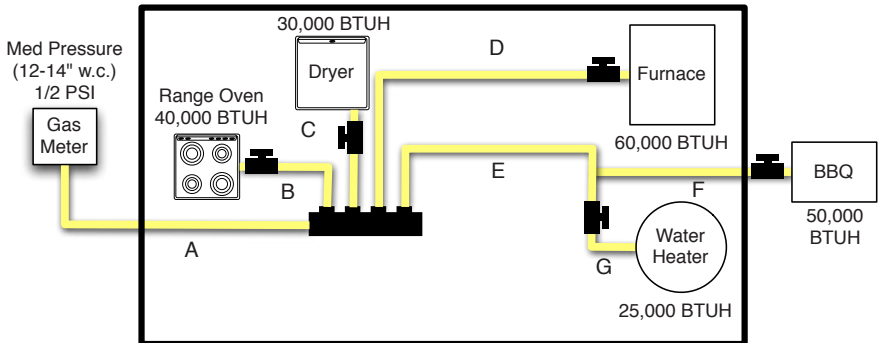 Med Pressure
(12-14" w.c.)
1/2 PSI
Gas
Meter
A
Range Oven
40,000 BTUH
B
30,000 BTUH
Dryer
C
D
Furnace
60,000 BTUH
E
F
BBQ
50,000
BTUH
G
Water
Heater
25,000 BTUH